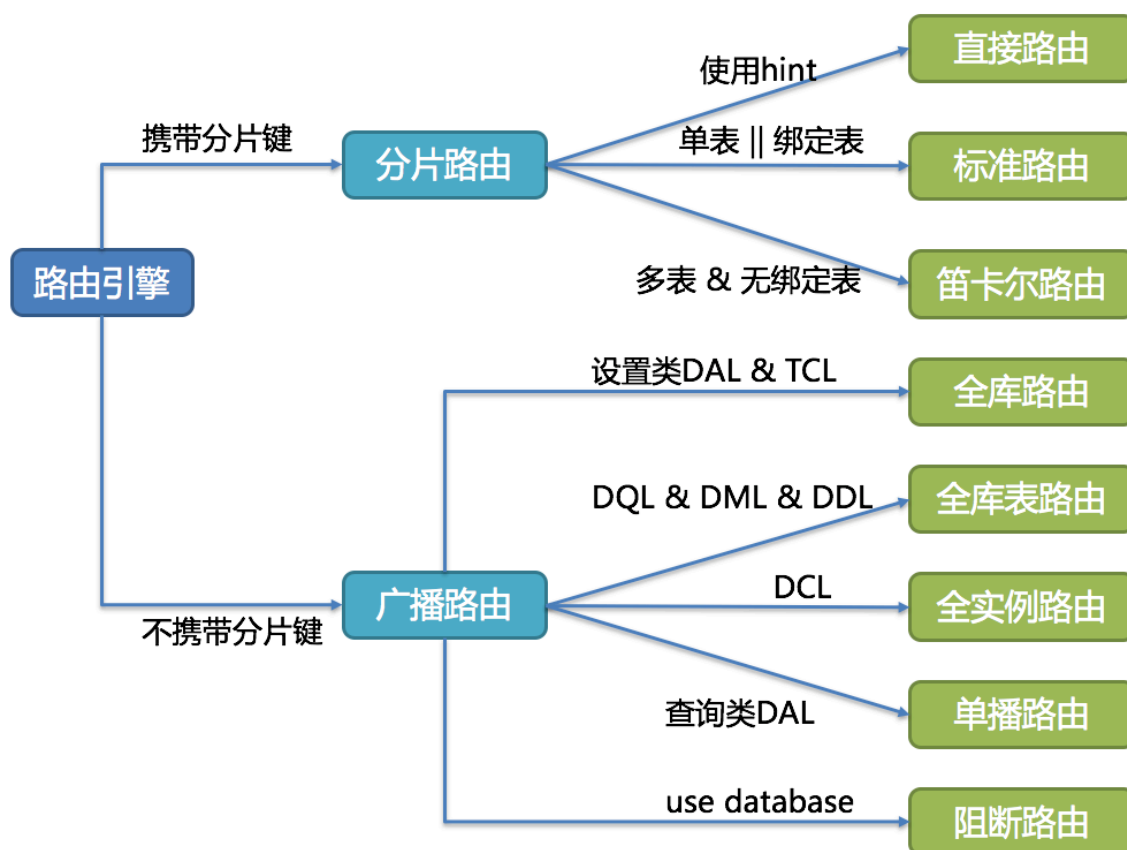 直接路由
使用hint
携带分片键
单表 || 绑定表
分片路由
标准路由
路由引擎
多表 & 无绑定表
笛卡尔路由
设置类DAL & TCL
全库路由
DQL & DML & DDL
全库表路由
DCL
广播路由
全实例路由
不携带分片键
查询类DAL
单播路由
use database
阻断路由